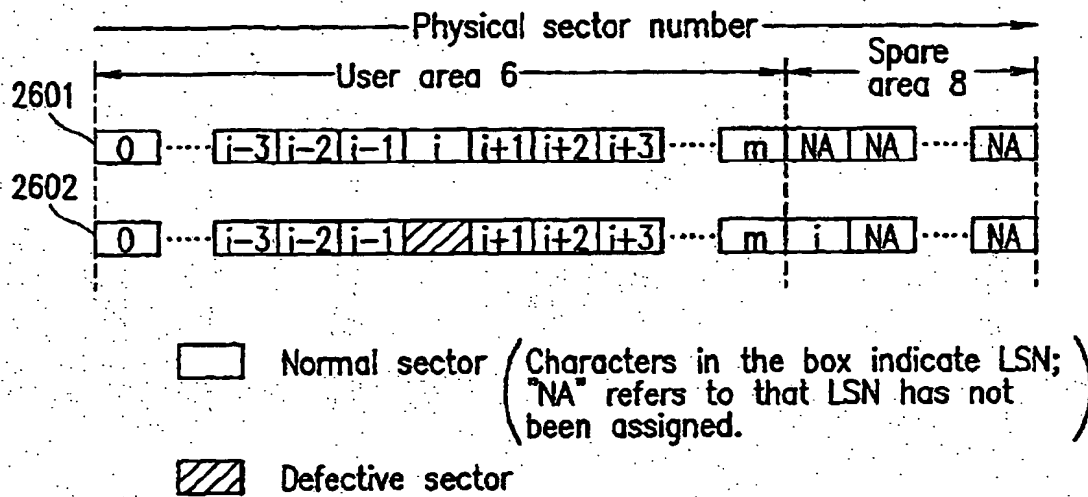 Physical sector number
User area 6
Spare
area 8
2601
0 ..... i-3 i-2 i-1 i i+1 i+2 i+3 ..... m NA NA ..... NA
2602
0 ..... i-3 i-2 i-1 i+1 i+2 i+3 ..... m i NA ..... NA
Normal sector (Characters in the box indicate LSN;
"NA" refers to that LSN has not
been assigned.)
Defective sector